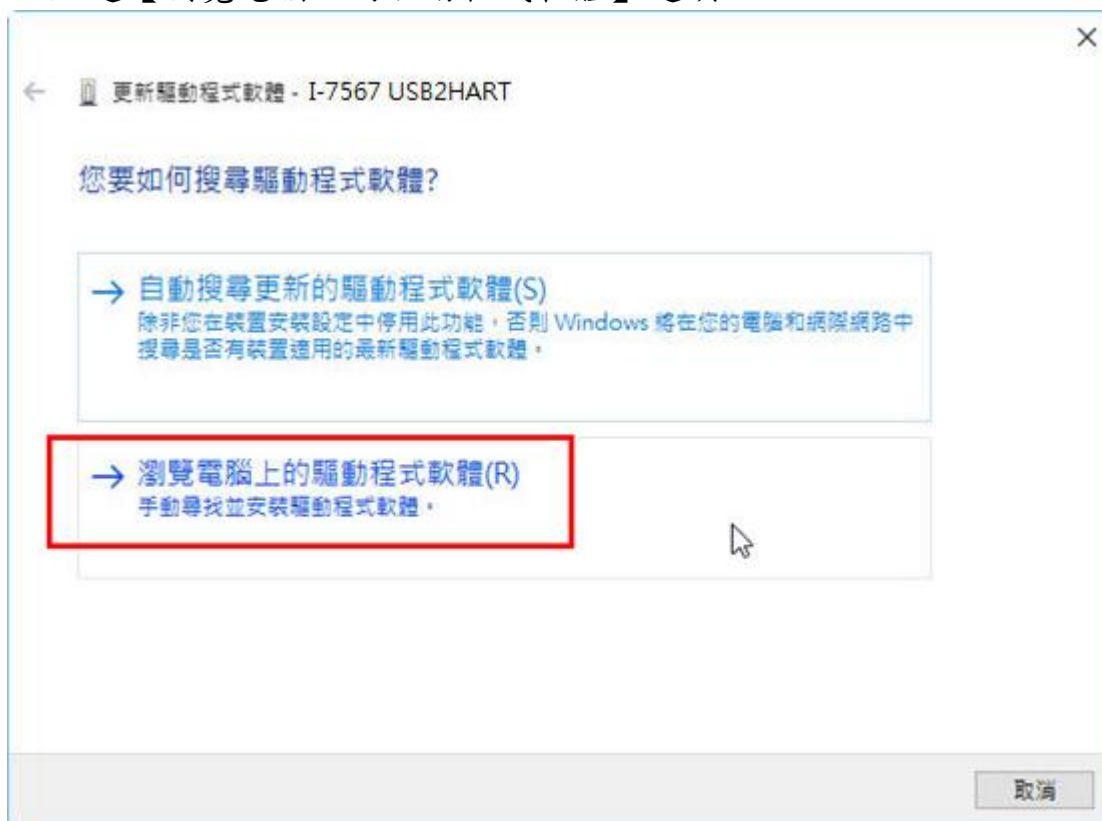 更新驅動程式軟體 - I-7567 USB2HART
您要如何搜尋驅動程式軟體?
自動搜尋更新的驅動程式軟體(S)
除非您在裝置安裝設定中停用此功能,否則 Windows 將在您的電腦和網際網路中
搜尋是否有裝置適用的最新驅動程式軟體。
瀏覽電腦上的驅動程式軟體(R)
手動尋找並安裝驅動程式軟體。
取消